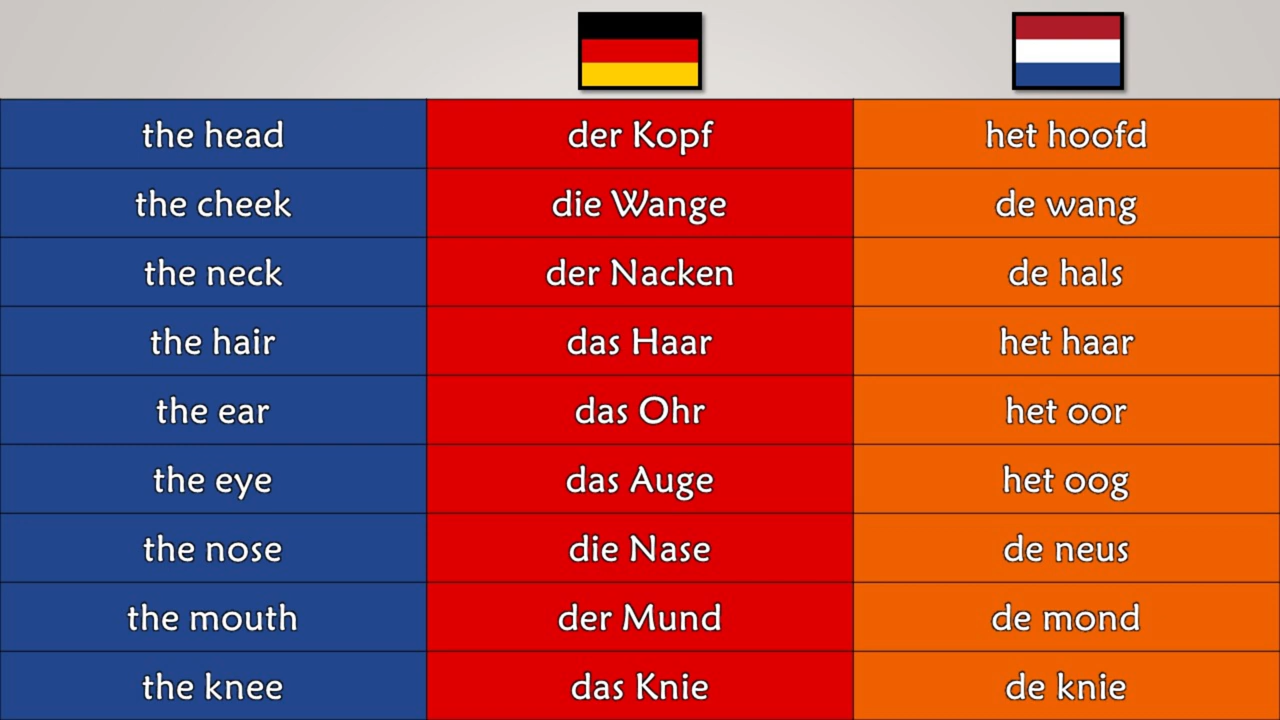 the head der Kopf het hoofd
the cheek die Wange de wang
the neck der Nacken de hals
the hair das Haar het haar
the ear das Ohr het oor
the eye das Auge het oog
the nose die Nase de neus
the mouth der Mund de mond
the knee das Knie de knie